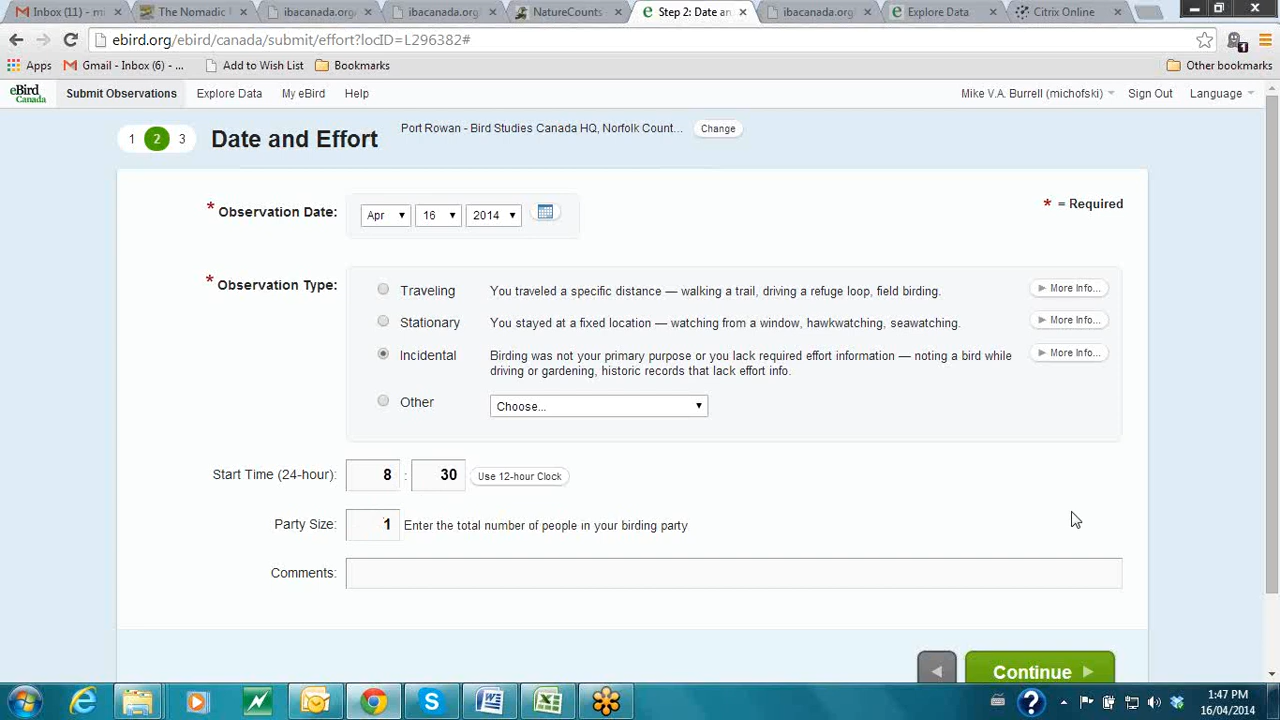 Inbox (11) - m
The Nomadic
ibacanada.org
ibacanada.org
NatureCounts
Step 2: Date an
ibacanada.org/
Explore Data
Citrix Online
ebird.org/ebird/canada/submit/effort?locID=L296382#
1
Apps
Gmail - Inbox (6) - ...
Add to Wish List
Bookmarks
Other bookmarks
eBird Canada
Submit Observations
Explore Data
My eBird
Help
Mike V.A. Burrell (michofski)
Sign Out
Language
1 2 3
Date and Effort
Port Rowan - Bird Studies Canada HQ, Norfolk Count...
Change
* Observation Date:
Apr
16
2014
* = Required
* Observation Type:
Traveling
You traveled a specific distance — walking a trail, driving a refuge loop, field birding.
More Info...
Stationary
You stayed at a fixed location — watching from a window, hawkwatching, seawatching.
More Info...
Incidental
Birding was not your primary purpose or you lack required effort information — noting a bird while
driving or gardening, historic records that lack effort info.
More Info...
Other
Choose...
Start Time (24-hour):
8 : 30
Use 12-hour Clock
Party Size:
1
Enter the total number of people in your birding party
Comments:
Continue
1:47 PM
16/04/2014